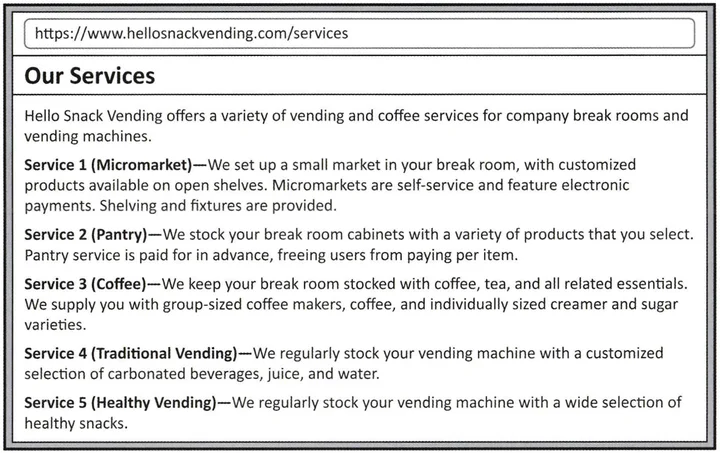 https://www.hellosnackvending.com/services
Our Services
Hello Snack Vending offers a variety of vending and coffee services for company break rooms and
vending machines.
Service 1 (Micromarket)—We set up a small market in your break room, with customized
products available on open shelves. Micromarkets are self-service and feature electronic
payments. Shelving and fixtures are provided.
Service 2 (Pantry)—We stock your break room cabinets with a variety of products that you select.
Pantry service is paid for in advance, freeing users from paying per item.
Service 3 (Coffee)—We keep your break room stocked with coffee, tea, and all related essentials.
We supply you with group-sized coffee makers, coffee, and individually sized creamer and sugar
varieties.
Service 4 (Traditional Vending)—We regularly stock your vending machine with a customized
selection of carbonated beverages, juice, and water.
Service 5 (Healthy Vending)—We regularly stock your vending machine with a wide selection of
healthy snacks.